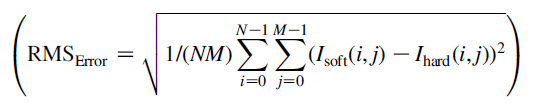 (RMS_Error = √(1/(NM) ∑_{i=0}^{N−1} ∑_{j=0}^{M−1} (I_soft(i,j) − I_hard(i,j))²))